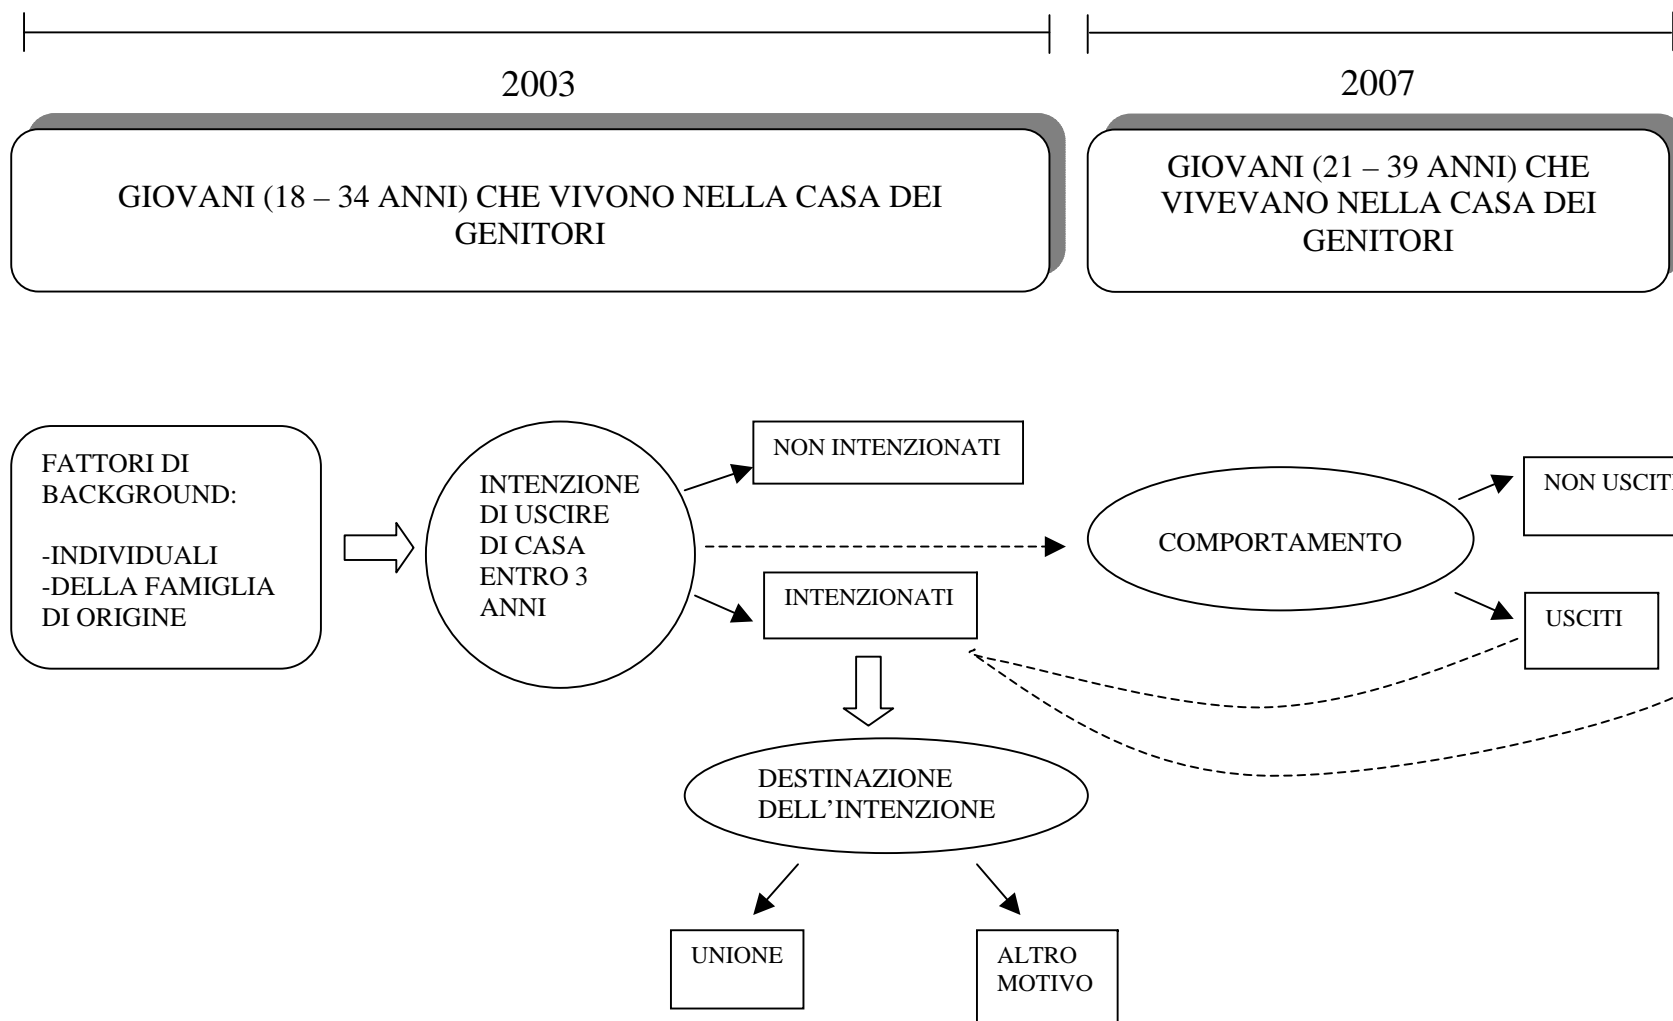 2003
2007
GIOVANI (18 – 34 ANNI) CHE VIVONO NELLA CASA DEI
GENITORI
GIOVANI (21 – 39 ANNI) CHE
VIVEVANO NELLA CASA DEI
GENITORI
FATTORI DI
BACKGROUND:
-INDIVIDUALI
-DELLA FAMIGLIA
DI ORIGINE
INTENZIONE
DI USCIRE
DI CASA
ENTRO 3
ANNI
NON INTENZIONATI
INTENZIONATI
COMPORTAMENTO
NON USCITI
USCITI
DESTINAZIONE
DELL’INTENZIONE
UNIONE
ALTRO
MOTIVO